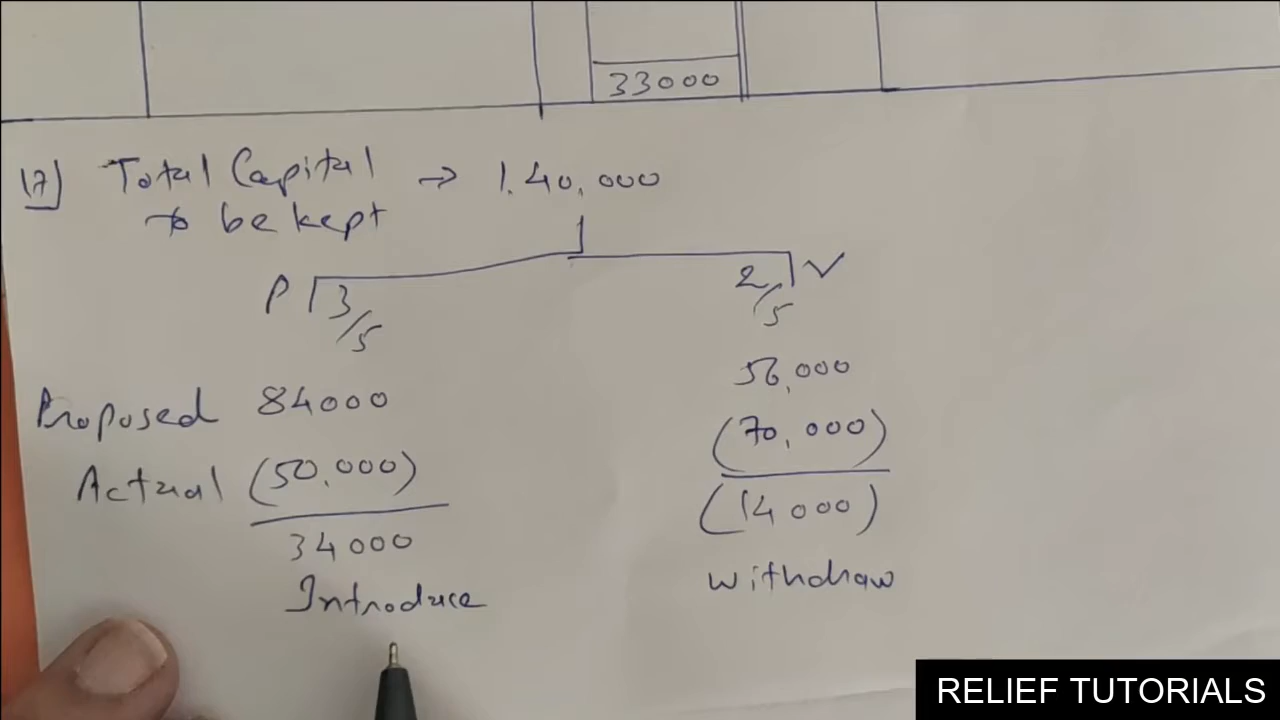 33000
17) Total Capital → 1.40,000
to be kept
P 3/5 2/5 ✓
56,000
Proposed 84000
(70,000)
Actual (50,000)
(14000)
34000
Withdraw
Introduce
RELIEF TUTORIALS